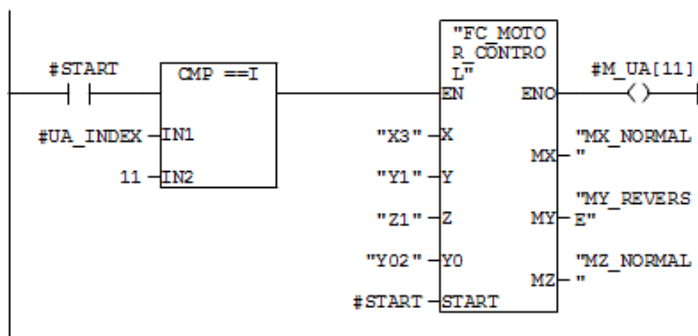 "FC_MOTO
R_CONTRO
L"
#START
CMP ==I
#M_UA[11]
EN
ENO
#UA_INDEX
IN1
"X3"
X
"MX_NORMAL
MX
"
11
IN2
"Y1"
Y
"Z1"
Z
MY
"MY_REVERS
E"
"Y02"
Y0
"MZ_NORMAL
MZ
"
#START
START